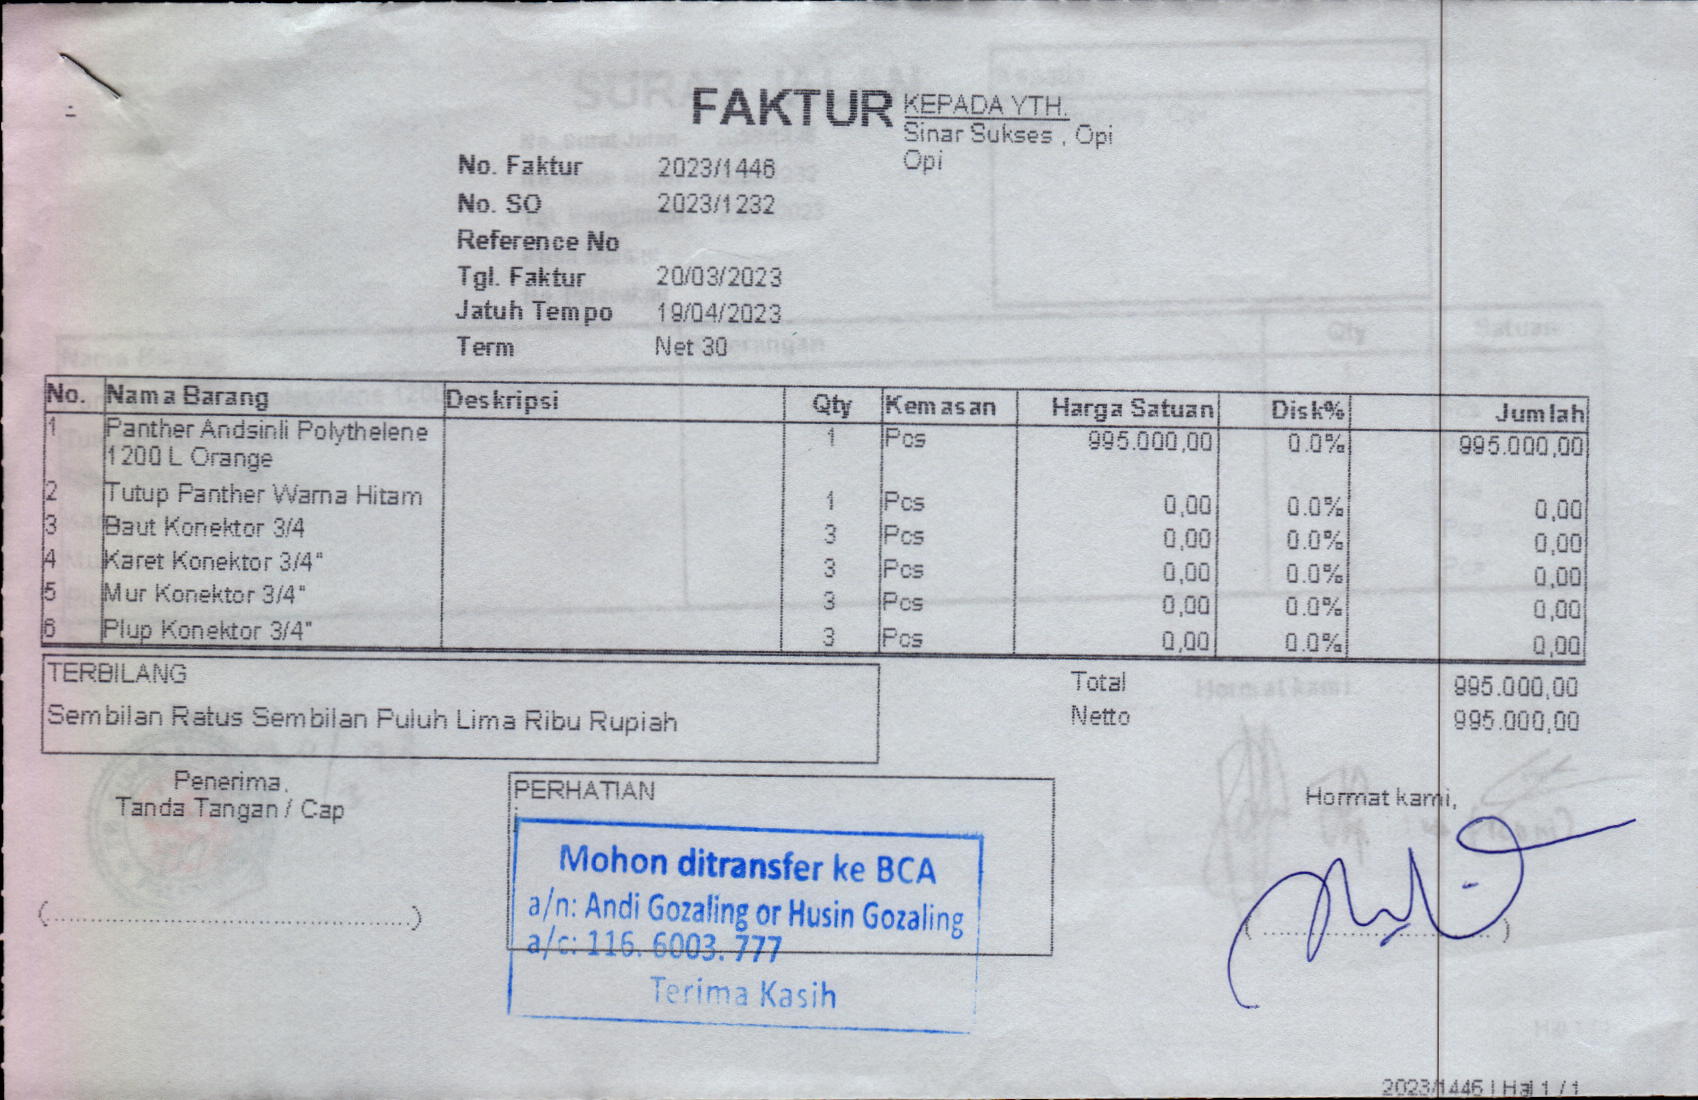 FAKTUR
KEPADA YTH.
Sinar Sukses , Opi
Opi
No. Faktur 2023/1446
No. SO 2023/1232
Reference No
Tgl. Faktur 20/03/2023
Jatuh Tempo 19/04/2023
Term Net 30
No. Nama Barang Deskripsi Qty Kemasan Harga Satuan Disk% Jumlah
1 Panther Andsinli Polythelene 1 Pcs 995.000,00 0.0% 995.000,00
1200 L Orange
2 Tutup Panther Warna Hitam 1 Pcs 0,00 0.0% 0,00
3 Baut Konektor 3/4 3 Pcs 0,00 0.0% 0,00
4 Karet Konektor 3/4" 3 Pcs 0,00 0.0% 0,00
5 Mur Konektor 3/4" 3 Pcs 0,00 0.0% 0,00
6 Plup Konektor 3/4" 3 Pcs 0,00 0.0% 0,00
TERBILANG
Sembilan Ratus Sembilan Puluh Lima Ribu Rupiah
Total 995.000,00
Netto 995.000,00
Penerima,
Tanda Tangan / Cap
(........................................)
PERHATIAN
Mohon ditransfer ke BCA
a/n: Andi Gozaling or Husin Gozaling
a/c: 116. 6003. 777
Terima Kasih
Hormat kami,
(............................)
2023/1446 | Hal 1 / 1